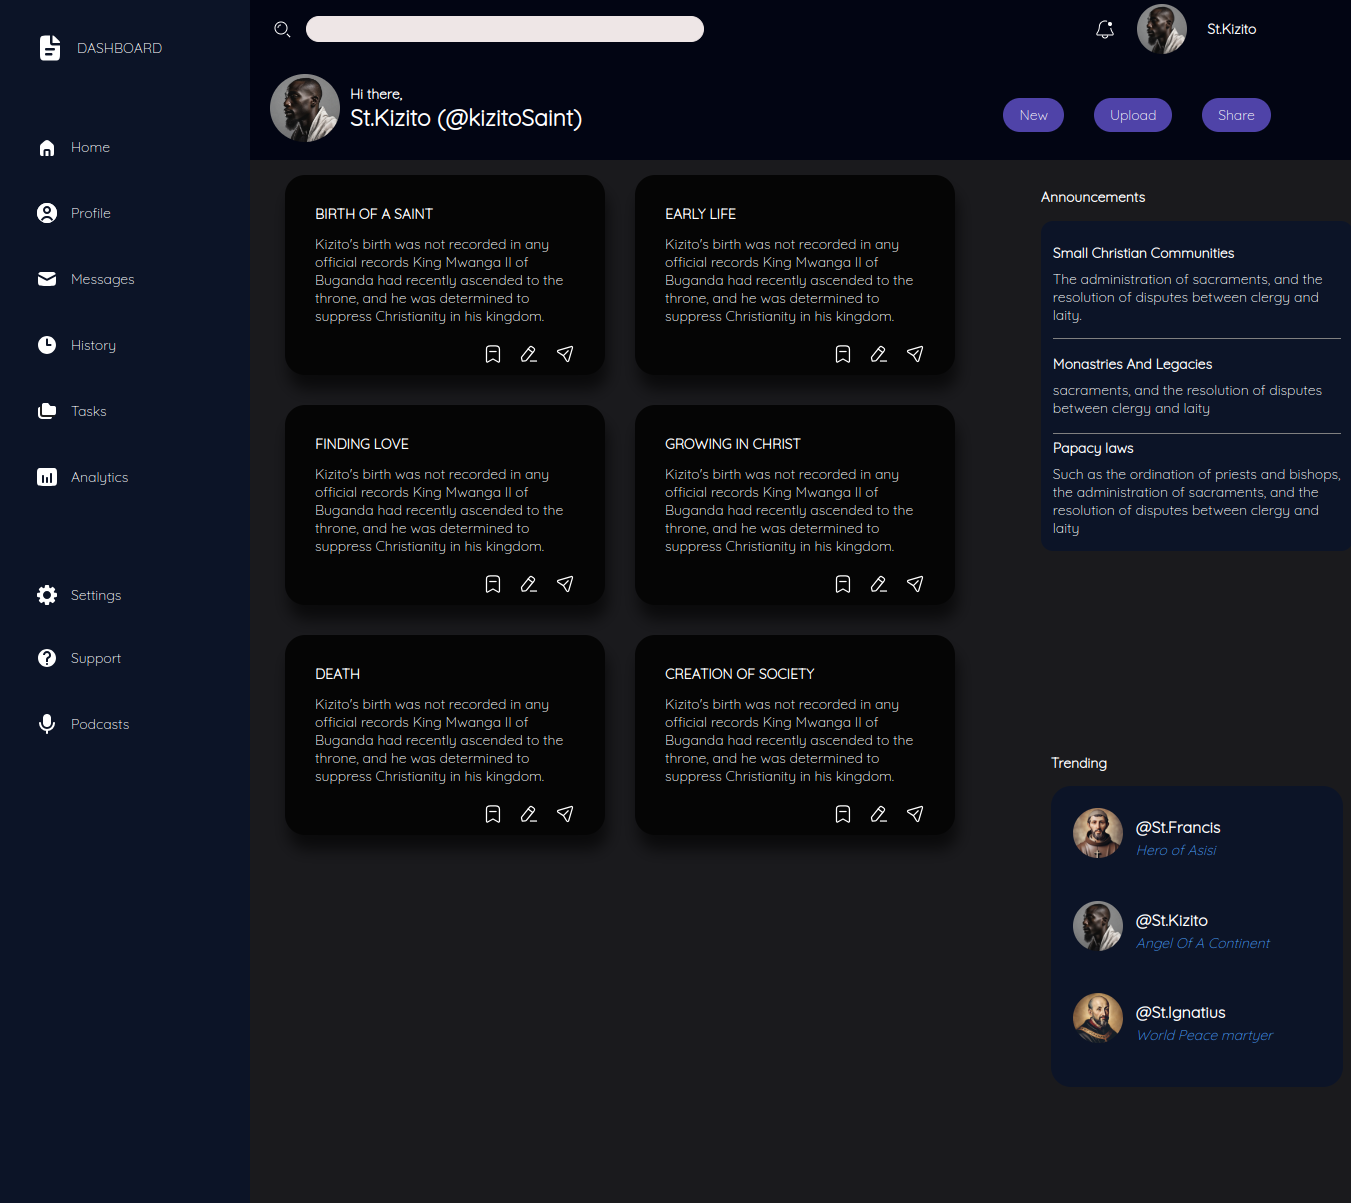 DASHBOARD
Home
Profile
Messages
History
Tasks
Analytics
Settings
Support
Podcasts
St.Kizito
Hi there,
St.Kizito (@kizitoSaint)
New
Upload
Share
BIRTH OF A SAINT
Kizito's birth was not recorded in any
official records King Mwanga II of
Buganda had recently ascended to the
throne, and he was determined to
suppress Christianity in his kingdom.
EARLY LIFE
Kizito's birth was not recorded in any
official records King Mwanga II of
Buganda had recently ascended to the
throne, and he was determined to
suppress Christianity in his kingdom.
FINDING LOVE
Kizito's birth was not recorded in any
official records King Mwanga II of
Buganda had recently ascended to the
throne, and he was determined to
suppress Christianity in his kingdom.
GROWING IN CHRIST
Kizito's birth was not recorded in any
official records King Mwanga II of
Buganda had recently ascended to the
throne, and he was determined to
suppress Christianity in his kingdom.
DEATH
Kizito's birth was not recorded in any
official records King Mwanga II of
Buganda had recently ascended to the
throne, and he was determined to
suppress Christianity in his kingdom.
CREATION OF SOCIETY
Kizito's birth was not recorded in any
official records King Mwanga II of
Buganda had recently ascended to the
throne, and he was determined to
suppress Christianity in his kingdom.
Announcements
Small Christian Communities
The administration of sacraments, and the
resolution of disputes between clergy and
laity.
Monastries And Legacies
sacraments, and the resolution of disputes
between clergy and laity
Papacy laws
Such as the ordination of priests and bishops,
the administration of sacraments, and the
resolution of disputes between clergy and
laity
Trending
@St.Francis
Hero of Asisi
@St.Kizito
Angel Of A Continent
@St.Ignatius
World Peace martyer